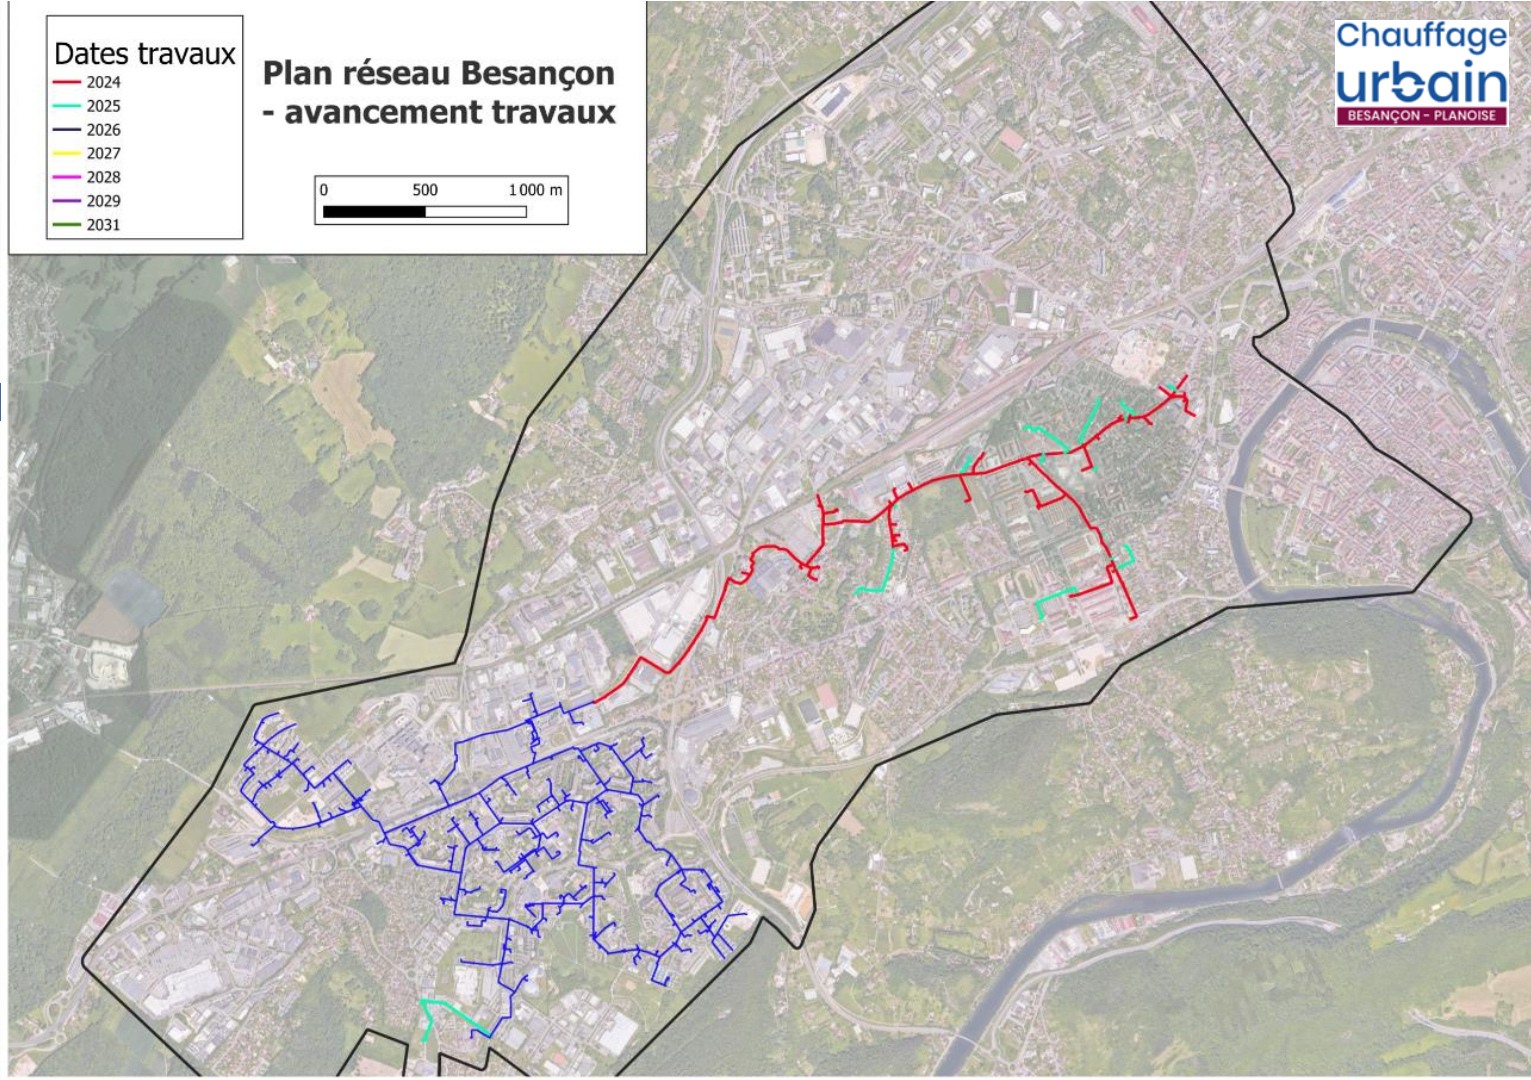 Dates travaux
2024
2025
2026
2027
2028
2029
2031
Plan réseau Besançon
- avancement travaux
0 500 1 000 m
Chauffage
urbain
BESANÇON - PLANOISE